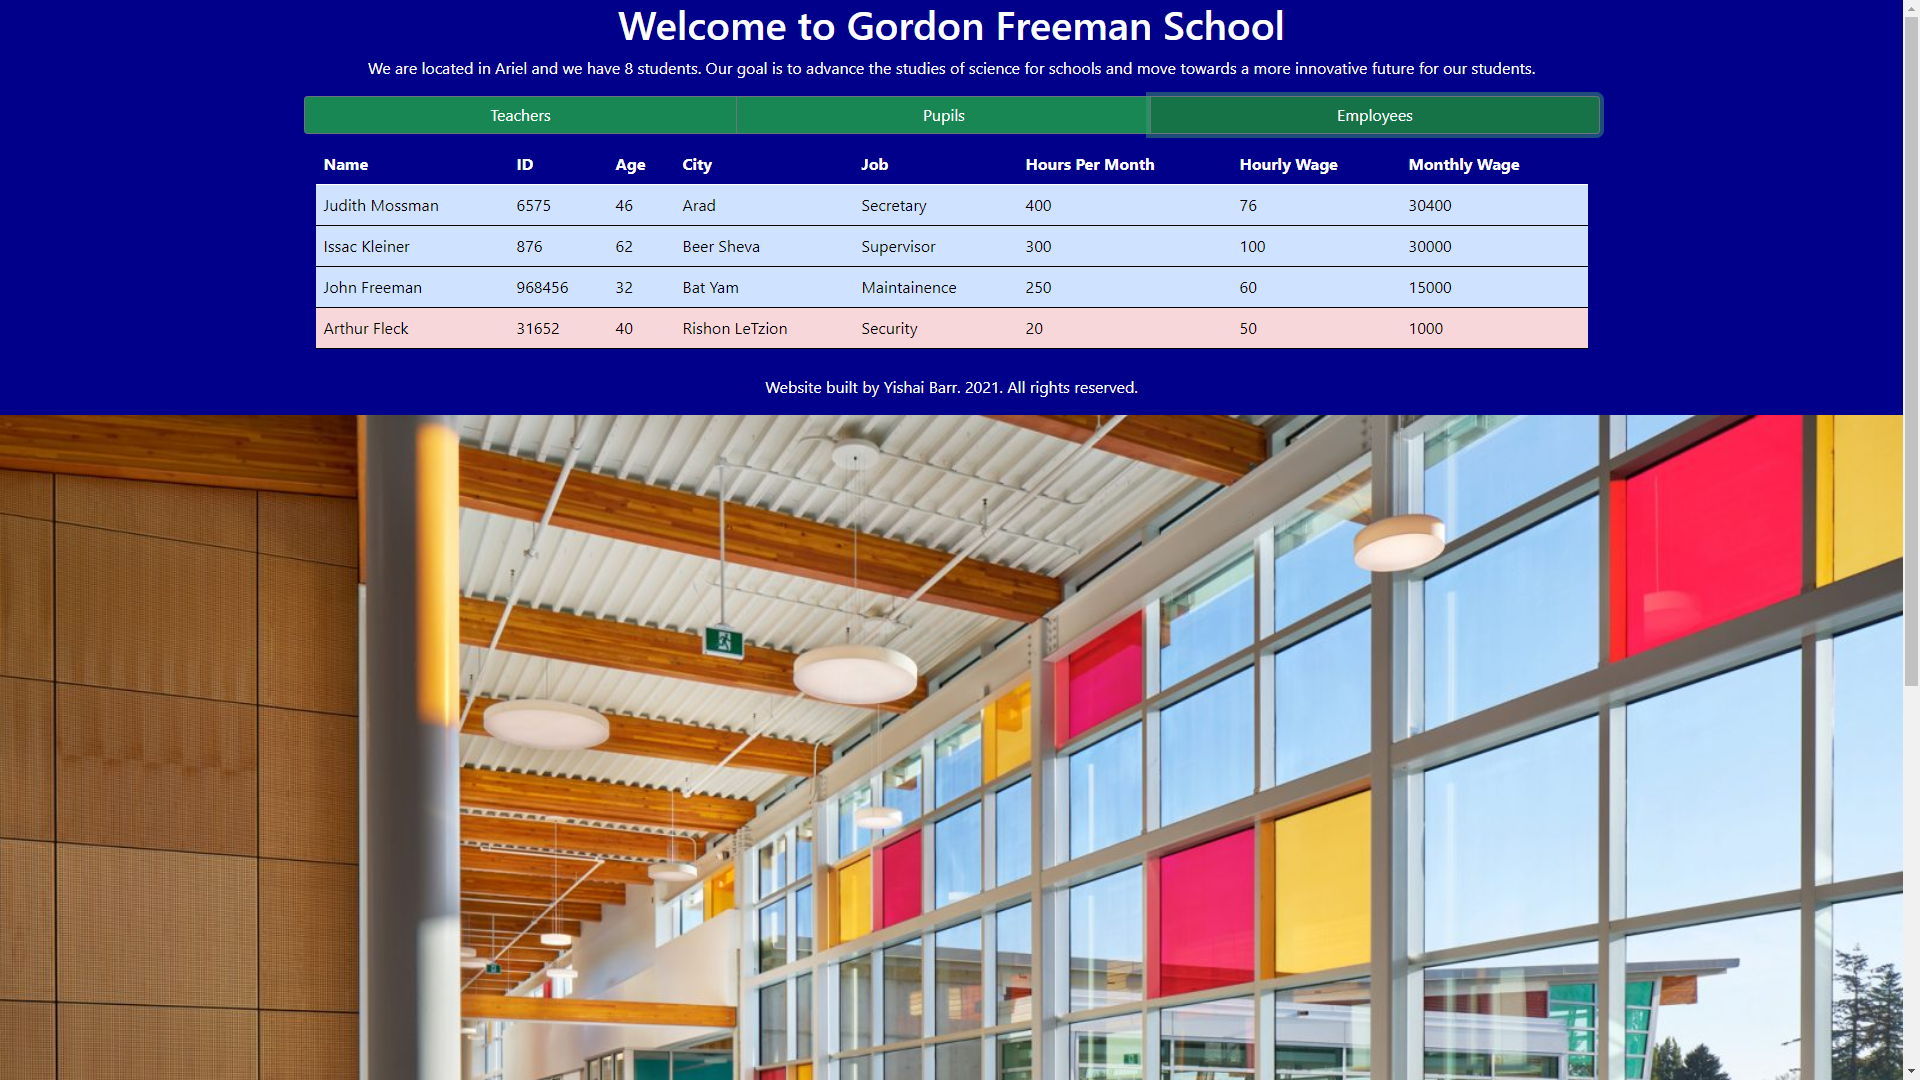 Welcome to Gordon Freeman School
We are located in Ariel and we have 8 students. Our goal is to advance the studies of science for schools and move towards a more innovative future for our students.
Teachers Pupils Employees
Name ID Age City Job Hours Per Month Hourly Wage Monthly Wage
Judith Mossman 6575 46 Arad Secretary 400 76 30400
Issac Kleiner 876 62 Beer Sheva Supervisor 300 100 30000
John Freeman 968456 32 Bat Yam Maintainence 250 60 15000
Arthur Fleck 31652 40 Rishon LeTzion Security 20 50 1000
Website built by Yishai Barr. 2021. All rights reserved.